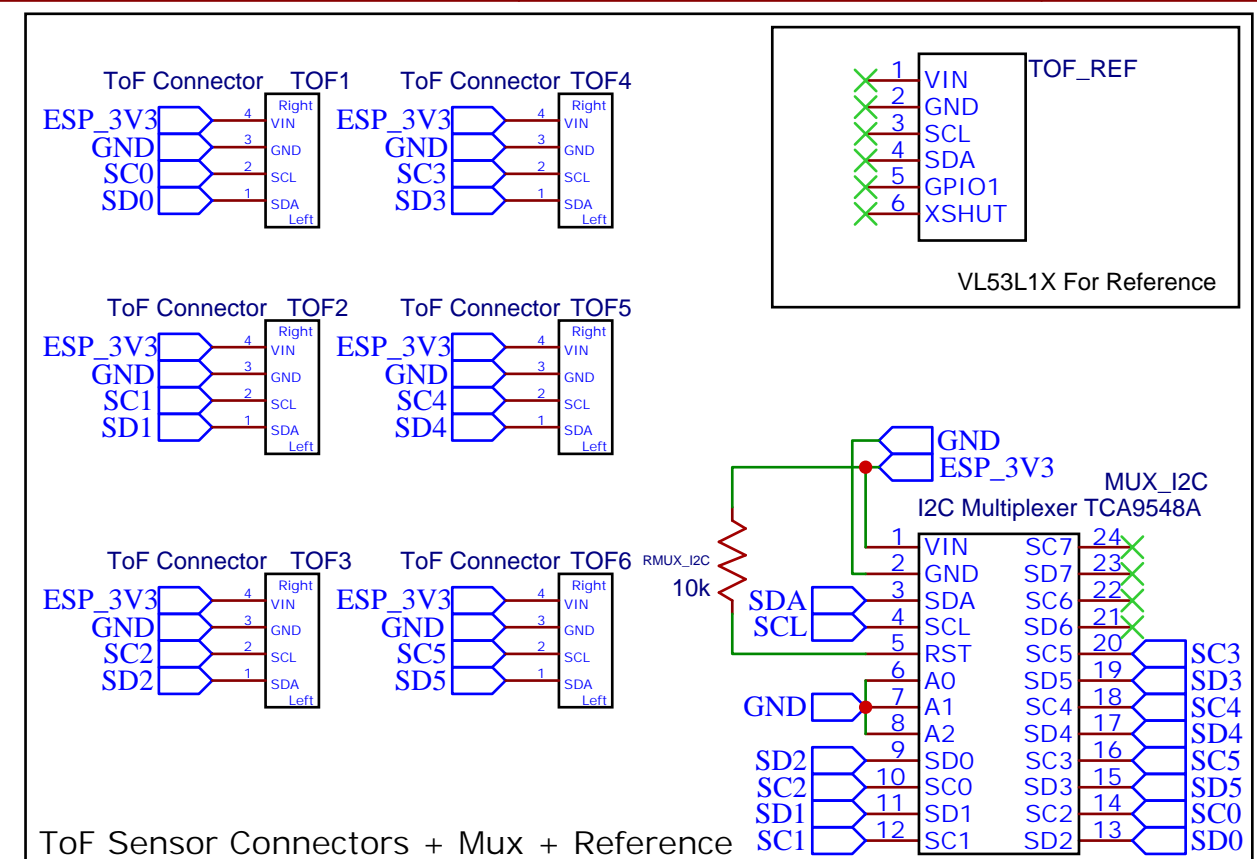 ToF Connector TOF1
Right
ESP_3V3 4 VIN
GND 3 GND
SC0 2 SCL
SD0 1 SDA
Left
ToF Connector TOF4
Right
ESP_3V3 4 VIN
GND 3 GND
SC3 2 SCL
SD3 1 SDA
Left
TOF_REF
1 VIN
2 GND
3 SCL
4 SDA
5 GPIO1
6 XSHUT
VL53L1X For Reference
ToF Connector TOF2
Right
ESP_3V3 4 VIN
GND 3 GND
SC1 2 SCL
SD1 1 SDA
Left
ToF Connector TOF5
Right
ESP_3V3 4 VIN
GND 3 GND
SC4 2 SCL
SD4 1 SDA
Left
ToF Connector TOF3
Right
ESP_3V3 4 VIN
GND 3 GND
SC2 2 SCL
SD2 1 SDA
Left
ToF Connector TOF6
Right
ESP_3V3 4 VIN
GND 3 GND
SC5 2 SCL
SD5 1 SDA
Left
GND
ESP_3V3
MUX_I2C
I2C Multiplexer TCA9548A
RMUX_I2C
10k
1 VIN SC7 24
2 GND SD7 23
SDA 3 SDA SC6 22
SCL 4 SCL SD6 21
5 RST SC5 20 SC3
6 A0 SD5 19 SD3
GND 7 A1 SC4 18 SC4
8 A2 SD4 17 SD4
SD2 9 SD0 SC3 16 SC5
SC2 10 SC0 SD3 15 SD5
SD1 11 SD1 SC2 14 SC0
SC1 12 SC1 SD2 13 SD0
ToF Sensor Connectors + Mux + Reference